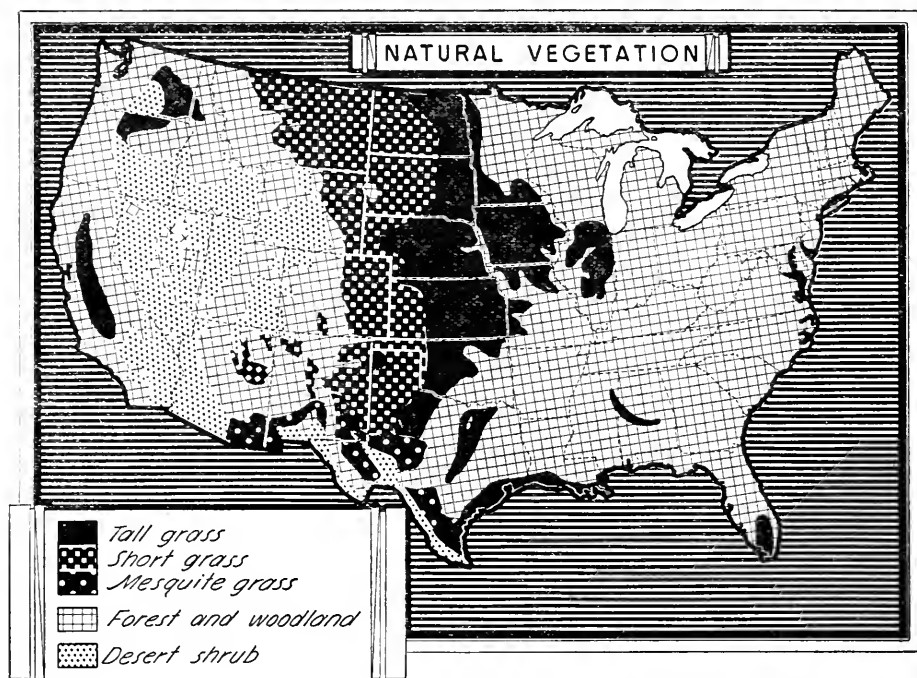 NATURAL VEGETATION
Tall grass
Short grass
Mesquite grass
Forest and woodland
Desert shrub